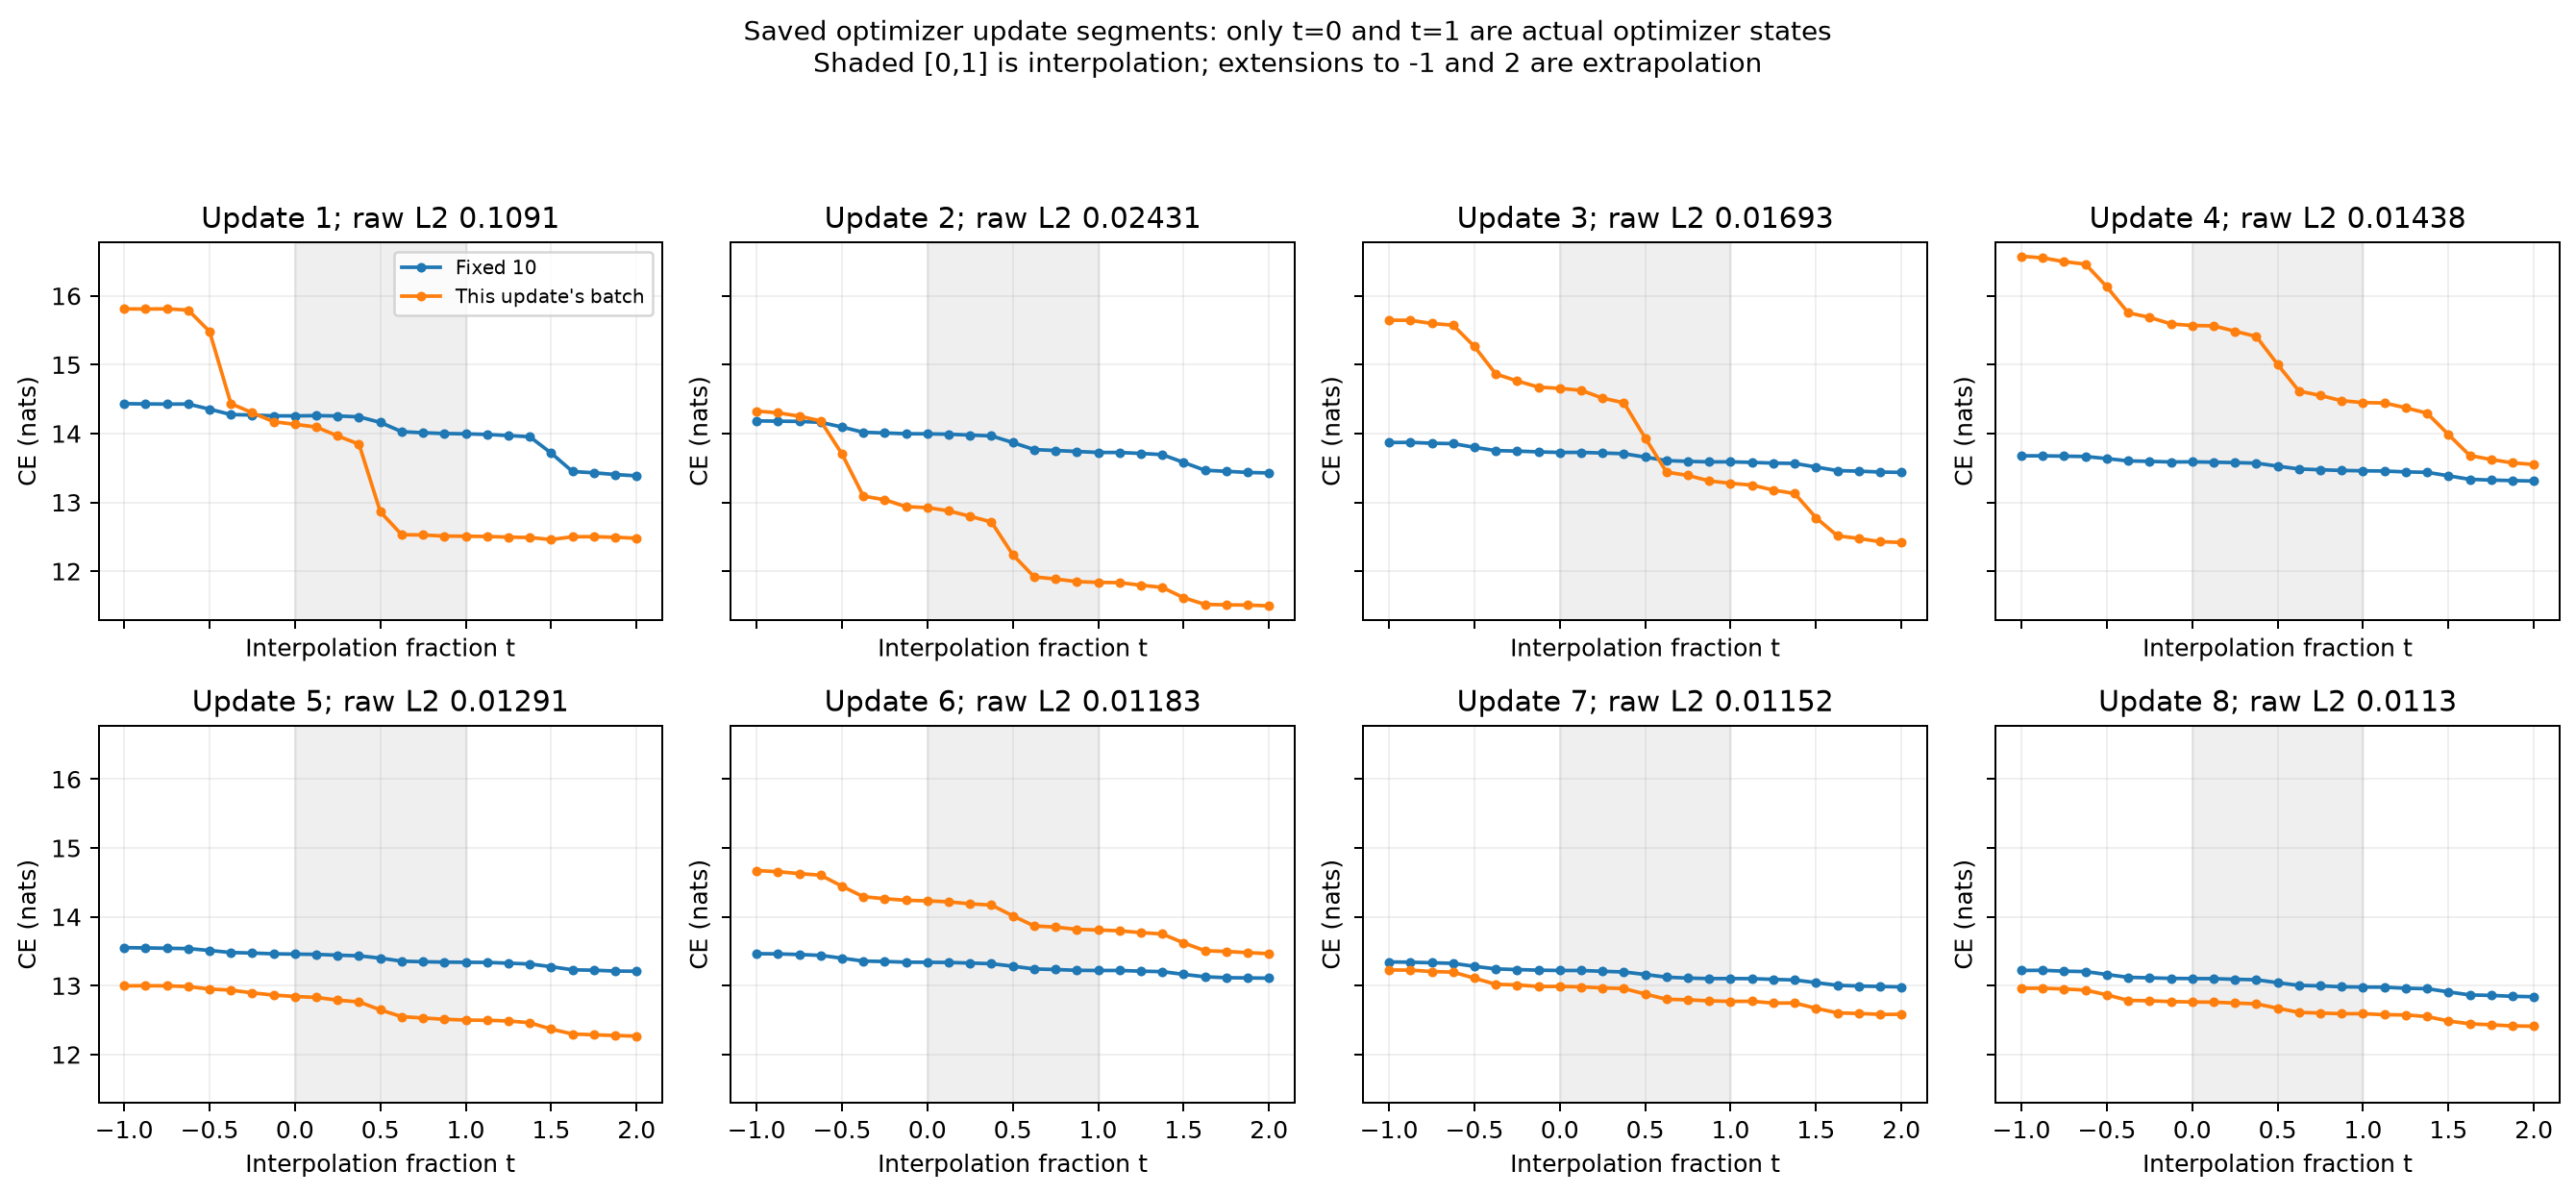 Saved optimizer update segments: only t=0 and t=1 are actual optimizer states
Shaded [0,1] is interpolation; extensions to -1 and 2 are extrapolation
Update 1; raw L2 0.1091
Update 2; raw L2 0.02431
Update 3; raw L2 0.01693
Update 4; raw L2 0.01438
Fixed 10
This update's batch
16
15
14
13
12
CE (nats)
CE (nats)
CE (nats)
CE (nats)
Interpolation fraction t
Interpolation fraction t
Interpolation fraction t
Interpolation fraction t
Update 5; raw L2 0.01291
Update 6; raw L2 0.01183
Update 7; raw L2 0.01152
Update 8; raw L2 0.0113
16
15
14
13
12
CE (nats)
CE (nats)
CE (nats)
CE (nats)
−1.0 −0.5 0.0 0.5 1.0 1.5 2.0
−1.0 −0.5 0.0 0.5 1.0 1.5 2.0
−1.0 −0.5 0.0 0.5 1.0 1.5 2.0
−1.0 −0.5 0.0 0.5 1.0 1.5 2.0
Interpolation fraction t
Interpolation fraction t
Interpolation fraction t
Interpolation fraction t